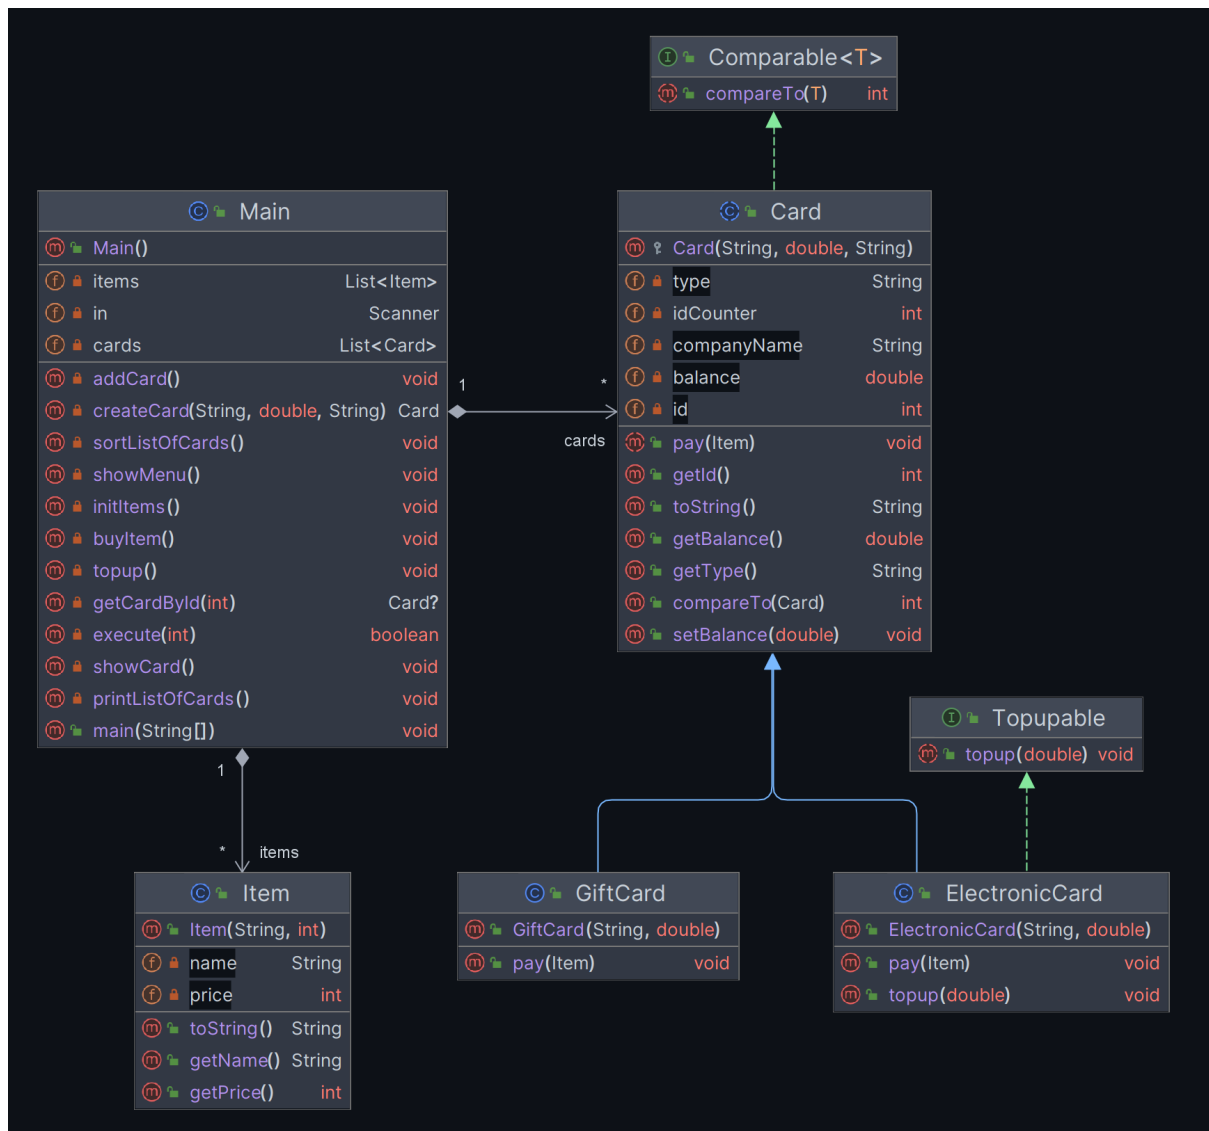 Comparable<T>
compareTo(T) int
Main
Main()
items List<Item>
in Scanner
cards List<Card>
addCard() void
createCard(String, double, String) Card
sortListOfCards() void
showMenu() void
initItems() void
buyItem() void
topup() void
getCardById(int) Card?
execute(int) boolean
showCard() void
printListOfCards() void
main(String[]) void
1
*
cards
Card
Card(String, double, String)
type String
idCounter int
companyName String
balance double
id int
pay(Item) void
getId() int
toString() String
getBalance() double
getType() String
compareTo(Card) int
setBalance(double) void
Topupable
topup(double) void
1
*
items
Item
Item(String, int)
name String
price int
toString() String
getName() String
getPrice() int
GiftCard
GiftCard(String, double)
pay(Item) void
ElectronicCard
ElectronicCard(String, double)
pay(Item) void
topup(double) void